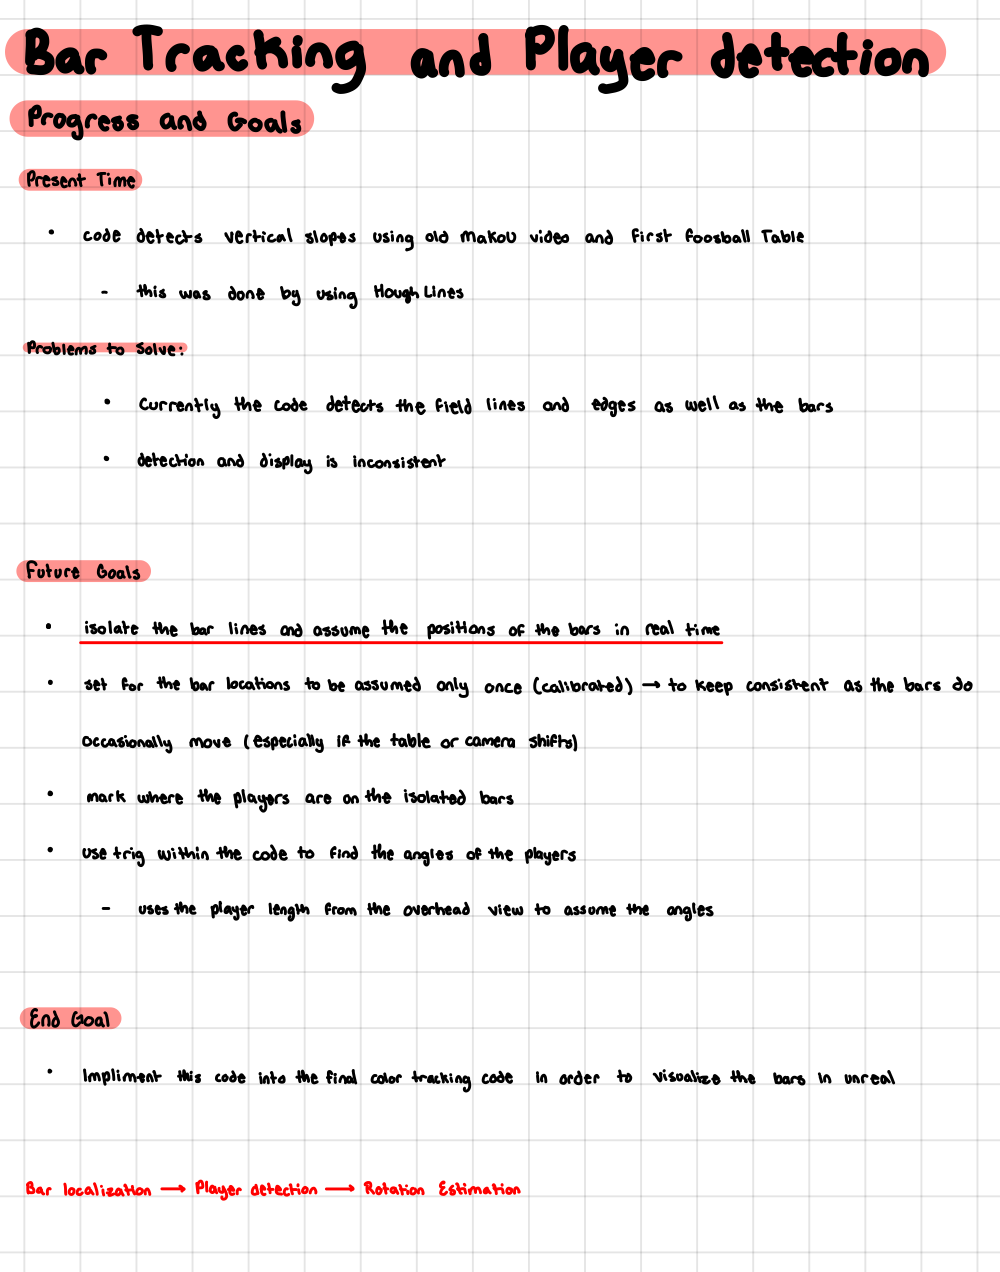 Bar Tracking and Player detection
Progress and Goals
Present Time
• code detects vertical slopes using old Makou video and first foosball Table
- this was done by using Hough Lines
Problems to Solve:
• Currently the code detects the field lines and edges as well as the bars
• detection and display is inconsistent
Future Goals
• isolate the bar lines and assume the positions of the bars in real time
• set for the bar locations to be assumed only once (calibrated) → to keep consistent as the bars do
occasionally move (especially if the table or camera shifts)
• mark where the players are on the isolated bars
• use trig within the code to find the angles of the players
- uses the player length from the overhead view to assume the angles
End Goal
• Impliment this code into the final color tracking code in order to visualize the bars in unreal
Bar localization → Player detection → Rotation Estimation